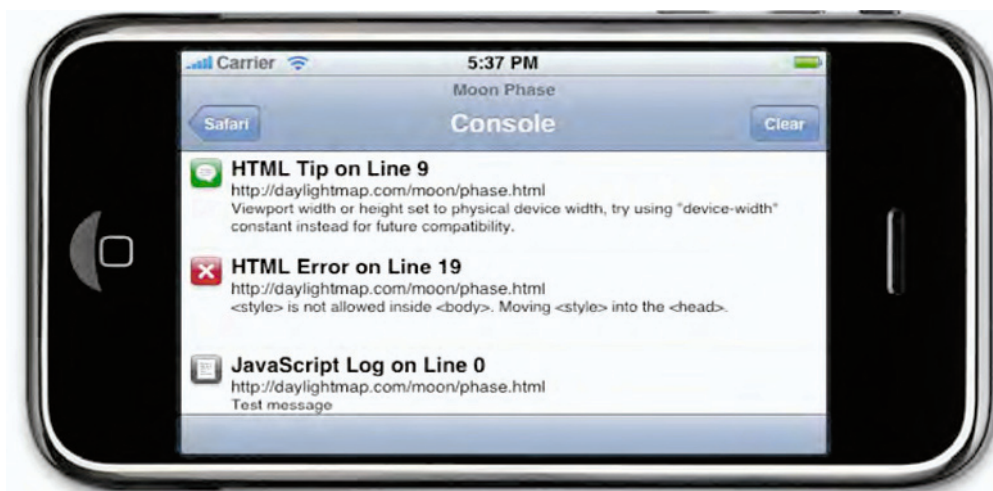 Carrier 5:37 PM
Moon Phase
Safari Console Clear
HTML Tip on Line 9
http://daylightmap.com/moon/phase.html
Viewport width or height set to physical device width, try using "device-width"
constant instead for future compatibility.
HTML Error on Line 19
http://daylightmap.com/moon/phase.html
<style> is not allowed inside <body>. Moving <style> into the <head>.
JavaScript Log on Line 0
http://daylightmap.com/moon/phase.html
Test message